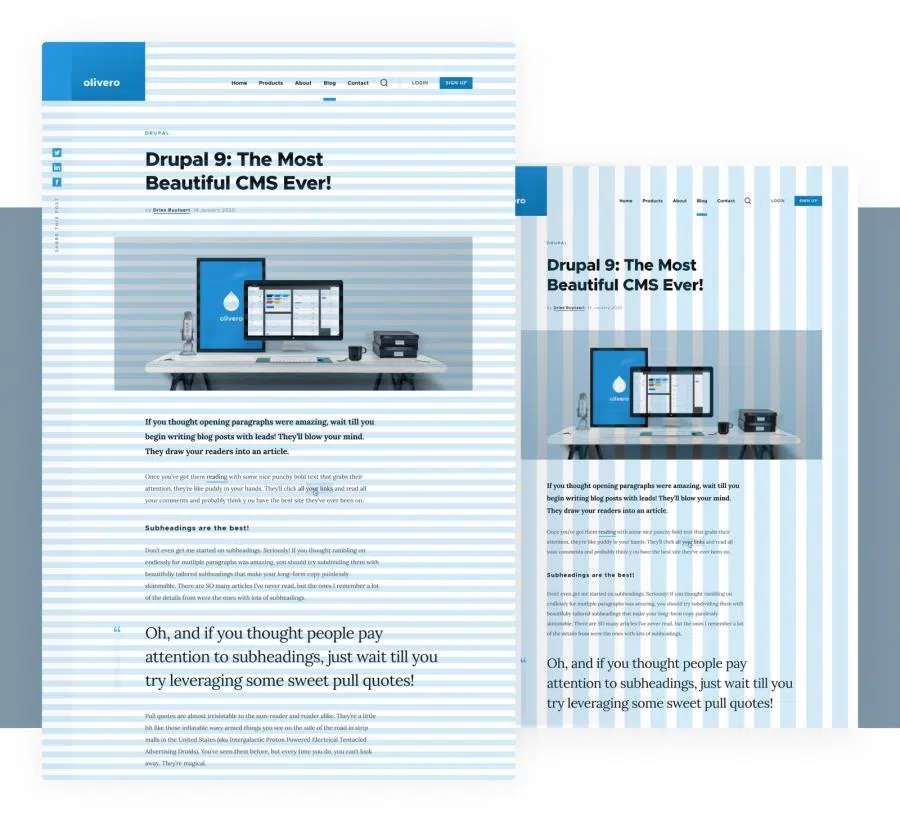 olivero
Home Products About Blog Contact LOGIN SIGN UP
DRUPAL
Drupal 9: The Most
Beautiful CMS Ever!
by Dries Buytaert, 14 January 2020
SHARE THIS POST
olivero
If you thought opening paragraphs were amazing, wait till you
begin writing blog posts with leads! They'll blow your mind.
They draw your readers into an article.
Once you've got them reading with some nice punchy bold text that grabs their
attention, they're like puddy in your hands. They'll click all your links and read all
your comments and probably think y ou have the best site they've ever been on.
Subheadings are the best!
Don't even get me started on subheadings. Seriously! If you thought rambling on
endlessly for mutliple paragraphs was amazing, you should try subdividing them with
beautifully tailored subheadings that make your long-form copy painlessly
skimmable. There are SO many articles I've never read, but the ones I remember a lot
of the details from were the ones with lots of subheadings.
“
Oh, and if you thought people pay
attention to subheadings, just wait till you
try leveraging some sweet pull quotes!
Pull quotes are almost irrisistable to the non-reader and reader alike. They're a little
bit like those inflatable wavy armed things you see on the side of the road in strip
malls in the United States (aka Intergalactic Proton Powered Electrical Tentacled
Advertising Droids). You've seen them before, but every time you do, you can't look
away. They're magical.
ro
Home Products About Blog Contact LOGIN SIGN UP
DRUPAL
Drupal 9: The Most
Beautiful CMS Ever!
by Dries Buytaert, 14 January 2020
olivero
If you thought opening paragraphs were amazing, wait till you
begin writing blog posts with leads! They'll blow your mind.
They draw your readers into an article.
Once you've got them reading with some nice punchy bold text that grabs their
attention, they're like puddy in your hands. They'll click all your links and read all
your comments and probably think y ou have the best site they've ever been on.
Subheadings are the best!
Don't even get me started on subheadings. Seriously! If you thought rambling on
endlessly for mutliple paragraphs was amazing, you should try subdividing them with
beautifully tailored subheadings that make your long-form copy painlessly
skimmable. There are SO many articles I've never read, but the ones I remember a lot
of the details from were the ones with lots of subheadings.
“
Oh, and if you thought people pay
attention to subheadings, just wait till you
try leveraging some sweet pull quotes!